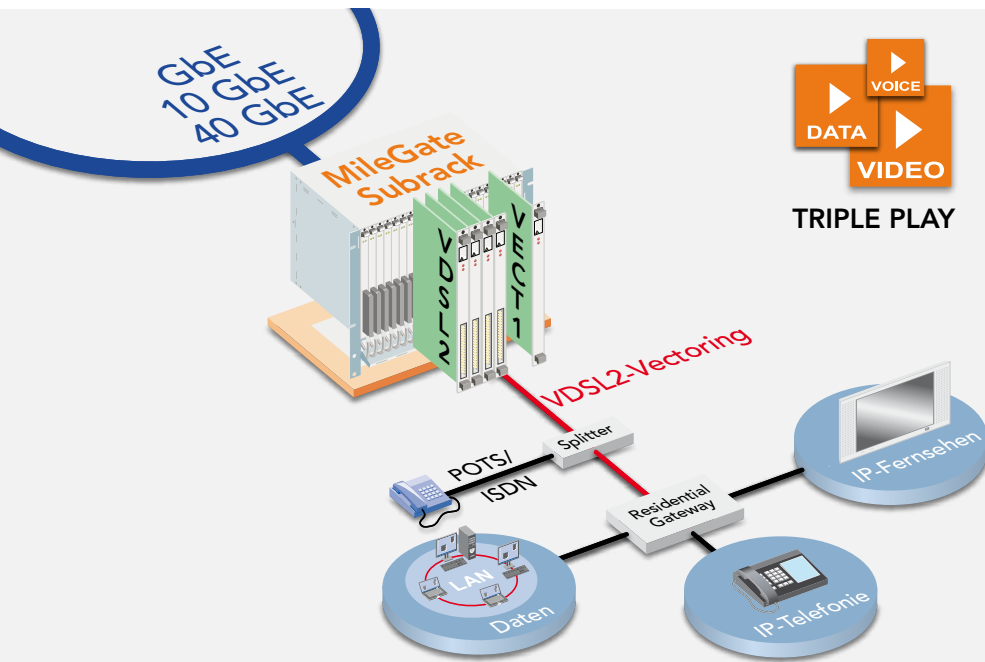 GbE
10 GbE
40 GbE
MileGate
Subrack
VDSL2
VECT1
VOICE
DATA
VIDEO
TRIPLE PLAY
VDSL2-Vectoring
Splitter
POTS/
ISDN
Residential
Gateway
IP-Fernsehen
LAN
Daten
IP-Telefonie